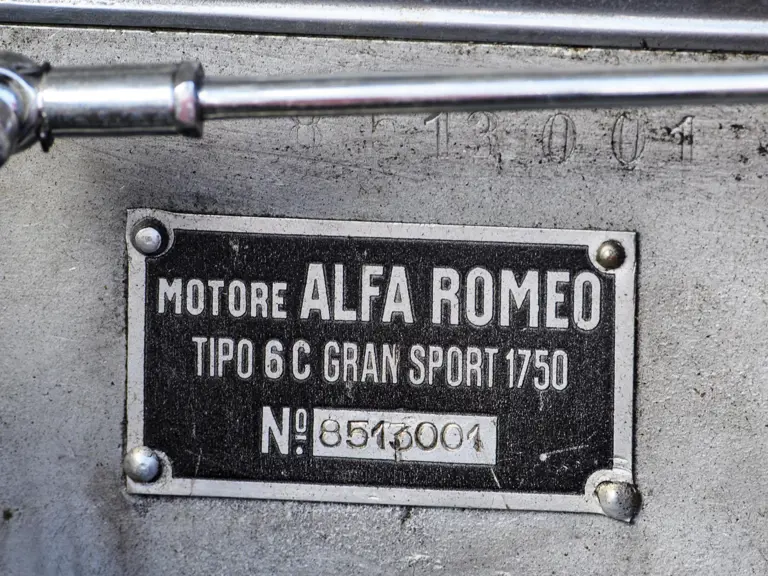 8513001
MOTORE ALFA ROMEO
TIPO 6C GRAN SPORT 1750
Nº. 8513001